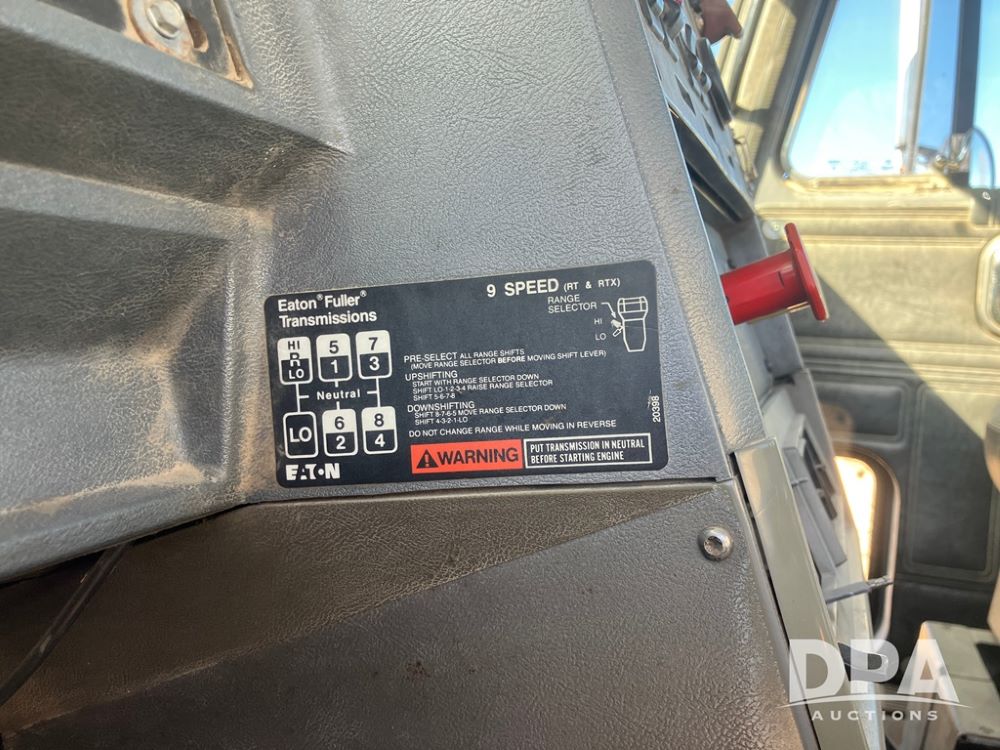 Eaton® Fuller®
Transmissions
9 SPEED (RT & RTX)
RANGE
SELECTOR
HI
LO
HI
R
LO
5
1
7
3
Neutral
LO
6
2
8
4
EATON
PRE-SELECT ALL RANGE SHIFTS
(MOVE RANGE SELECTOR BEFORE MOVING SHIFT LEVER)
UPSHIFTING
START WITH RANGE SELECTOR DOWN
SHIFT LO-1-2-3-4 RAISE RANGE SELECTOR
SHIFT 5-6-7-8
DOWNSHIFTING
SHIFT 8-7-6-5 MOVE RANGE SELECTOR DOWN
SHIFT 4-3-2-1-LO
DO NOT CHANGE RANGE WHILE MOVING IN REVERSE
WARNING
PUT TRANSMISSION IN NEUTRAL
BEFORE STARTING ENGINE
20398
DPA
AUCTIONS